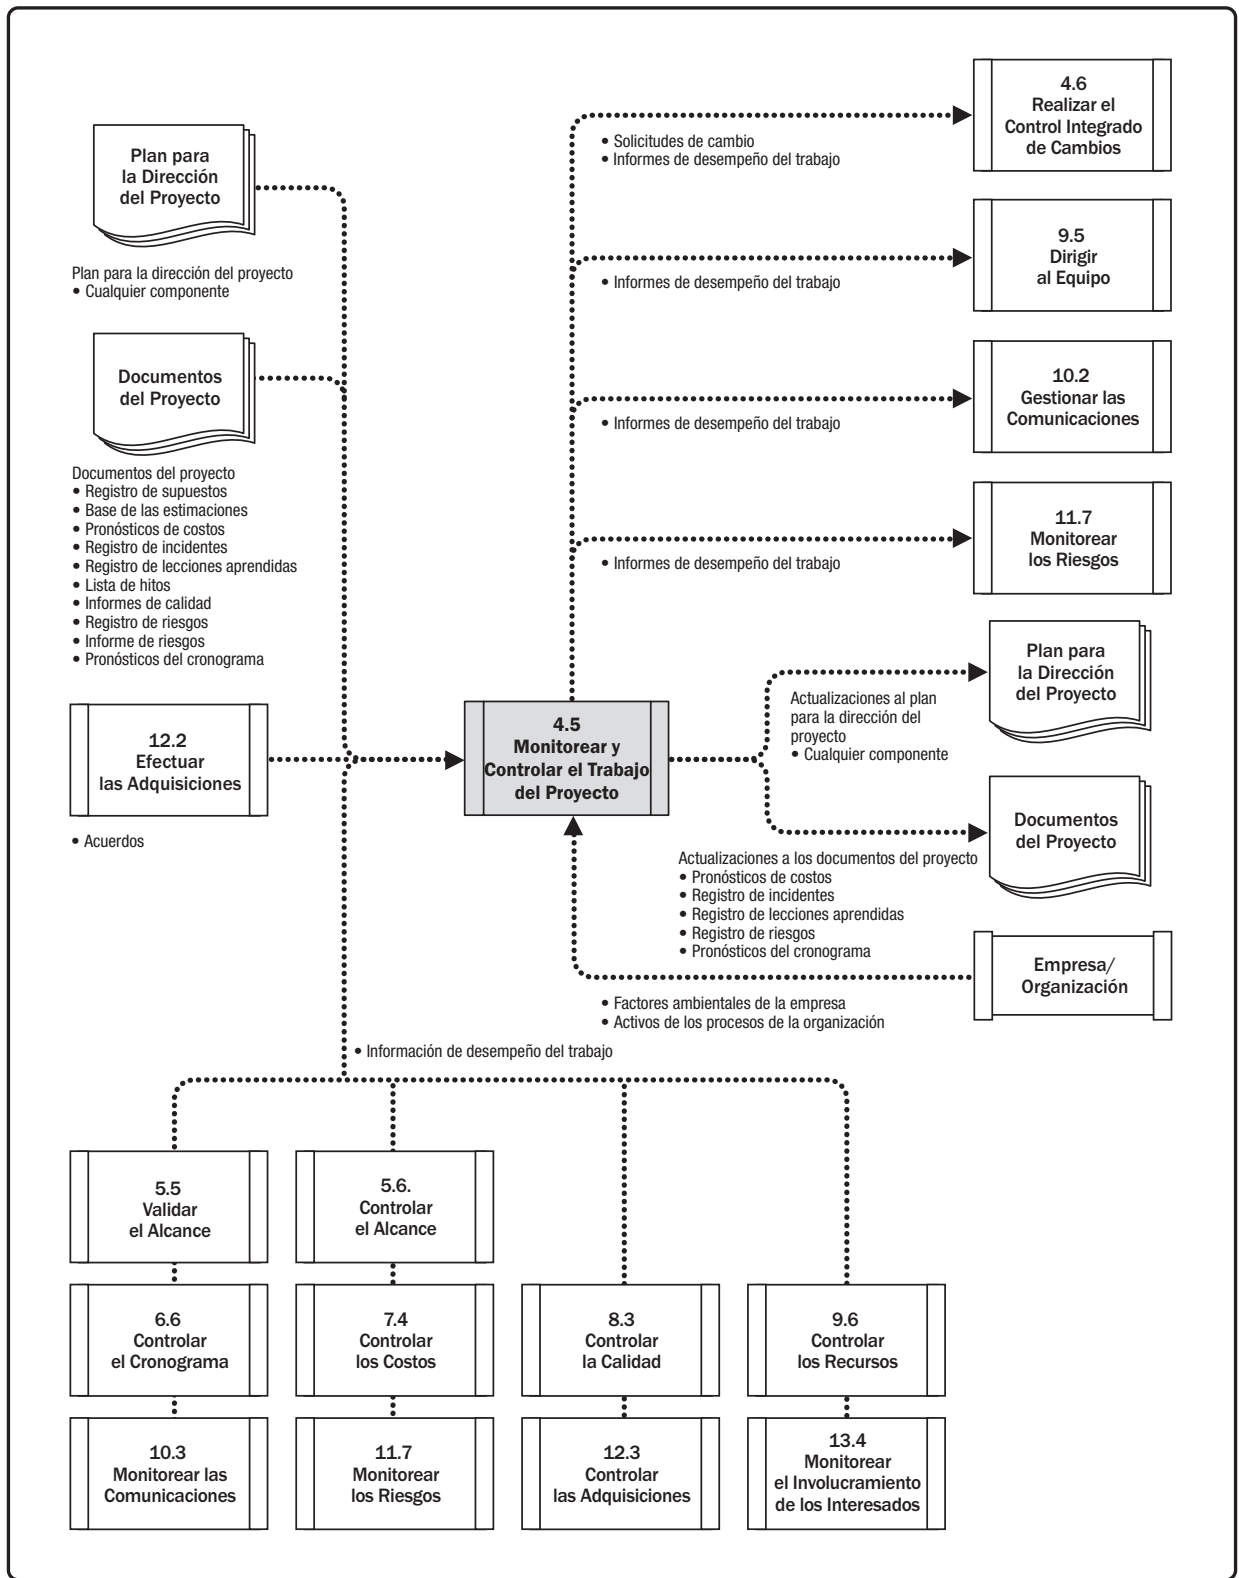 Plan para
la Dirección
del Proyecto
Plan para la dirección del proyecto
• Cualquier componente
Documentos
del Proyecto
Documentos del proyecto
• Registro de supuestos
• Base de las estimaciones
• Pronósticos de costos
• Registro de incidentes
• Registro de lecciones aprendidas
• Lista de hitos
• Informes de calidad
• Registro de riesgos
• Informe de riesgos
• Pronósticos del cronograma
12.2
Efectuar
las Adquisiciones
• Acuerdos
4.5
Monitorear y
Controlar el Trabajo
del Proyecto
4.6
Realizar el
Control Integrado
de Cambios
• Solicitudes de cambio
• Informes de desempeño del trabajo
9.5
Dirigir
al Equipo
• Informes de desempeño del trabajo
10.2
Gestionar las
Comunicaciones
• Informes de desempeño del trabajo
11.7
Monitorear
los Riesgos
• Informes de desempeño del trabajo
Plan para
la Dirección
del Proyecto
Actualizaciones al plan
para la dirección del
proyecto
• Cualquier componente
Documentos
del Proyecto
Actualizaciones a los documentos del proyecto
• Pronósticos de costos
• Registro de incidentes
• Registro de lecciones aprendidas
• Registro de riesgos
• Pronósticos del cronograma
Empresa/
Organización
• Factores ambientales de la empresa
• Activos de los procesos de la organización
• Información de desempeño del trabajo
5.5
Validar
el Alcance
5.6.
Controlar
el Alcance
6.6
Controlar
el Cronograma
7.4
Controlar
los Costos
8.3
Controlar
la Calidad
9.6
Controlar
los Recursos
10.3
Monitorear las
Comunicaciones
11.7
Monitorear
los Riesgos
12.3
Controlar
las Adquisiciones
13.4
Monitorear
el Involucramiento
de los Interesados